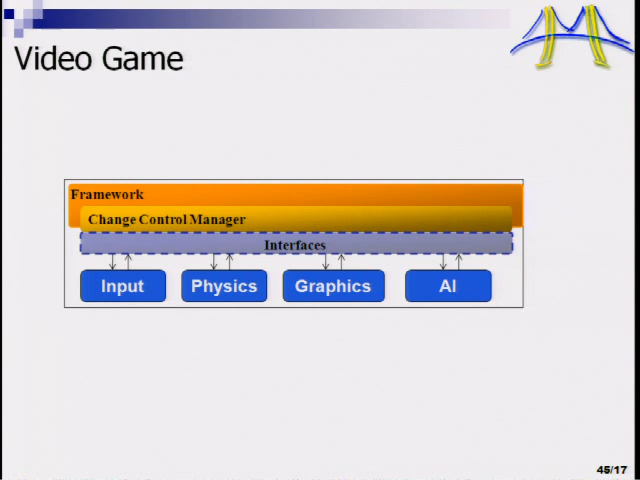 Video Game
Framework
Change Control Manager
Interfaces
Input Physics Graphics AI
45/17